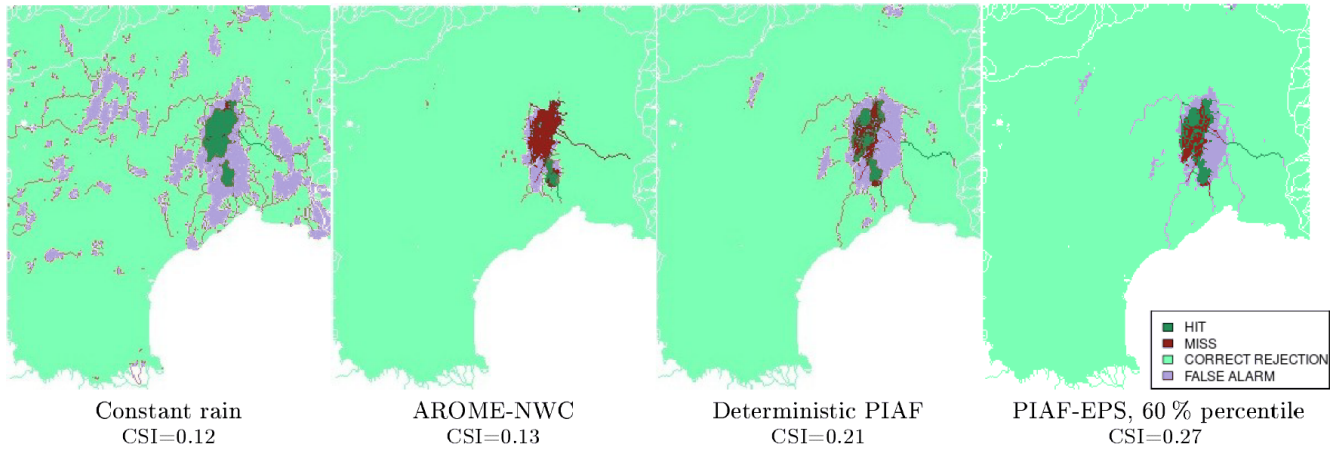 HIT
MISS
CORRECT REJECTION
FALSE ALARM
Constant rain
CSI=0.12
AROME-NWC
CSI=0.13
Deterministic PIAF
CSI=0.21
PIAF-EPS, 60 % percentile
CSI=0.27